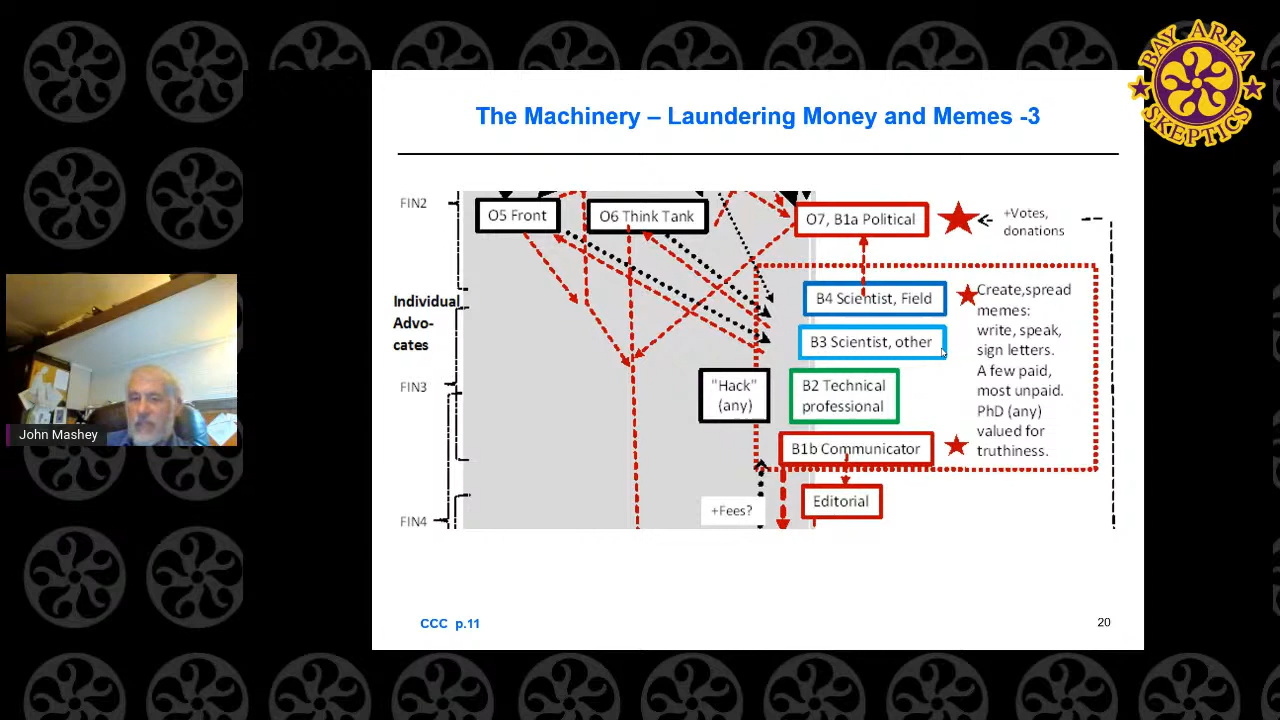 BAY AREA
SKEPTICS
The Machinery – Laundering Money and Memes -3
FIN2
O5 Front
O6 Think Tank
O7, B1a Political
+Votes,
donations
Individual
Advo-
cates
B4 Scientist, Field
B3 Scientist, other
Create,spread
memes:
write, speak,
sign letters.
A few paid,
most unpaid.
PhD (any)
valued for
truthiness.
FIN3
"Hack"
(any)
B2 Technical
professional
B1b Communicator
John Mashey
Editorial
+Fees?
FIN4
CCC p.11
20